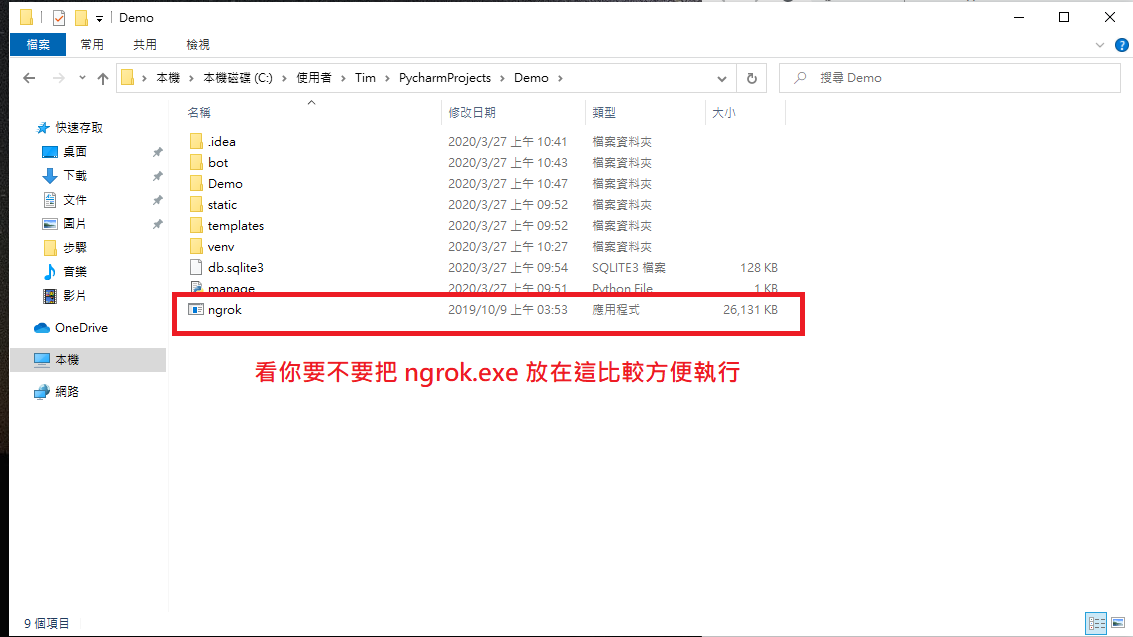 Demo
檔案 常用 共用 檢視
本機 › 本機磁碟 (C:) › 使用者 › Tim › PycharmProjects › Demo ›
搜尋 Demo
名稱 修改日期 類型 大小
快速存取
桌面
下載
文件
圖片
步驟
音樂
影片
OneDrive
本機
網路
.idea 2020/3/27 上午 10:41 檔案資料夾
bot 2020/3/27 上午 10:43 檔案資料夾
Demo 2020/3/27 上午 10:47 檔案資料夾
static 2020/3/27 上午 09:52 檔案資料夾
templates 2020/3/27 上午 09:52 檔案資料夾
venv 2020/3/27 上午 10:27 檔案資料夾
db.sqlite3 2020/3/27 上午 09:54 SQLITE3 檔案 128 KB
manage 2020/3/27 上午 09:51 Python File 1 KB
ngrok 2019/10/9 上午 03:53 應用程式 26,131 KB
看你要不要把 ngrok.exe 放在這比較方便執行
9 個項目